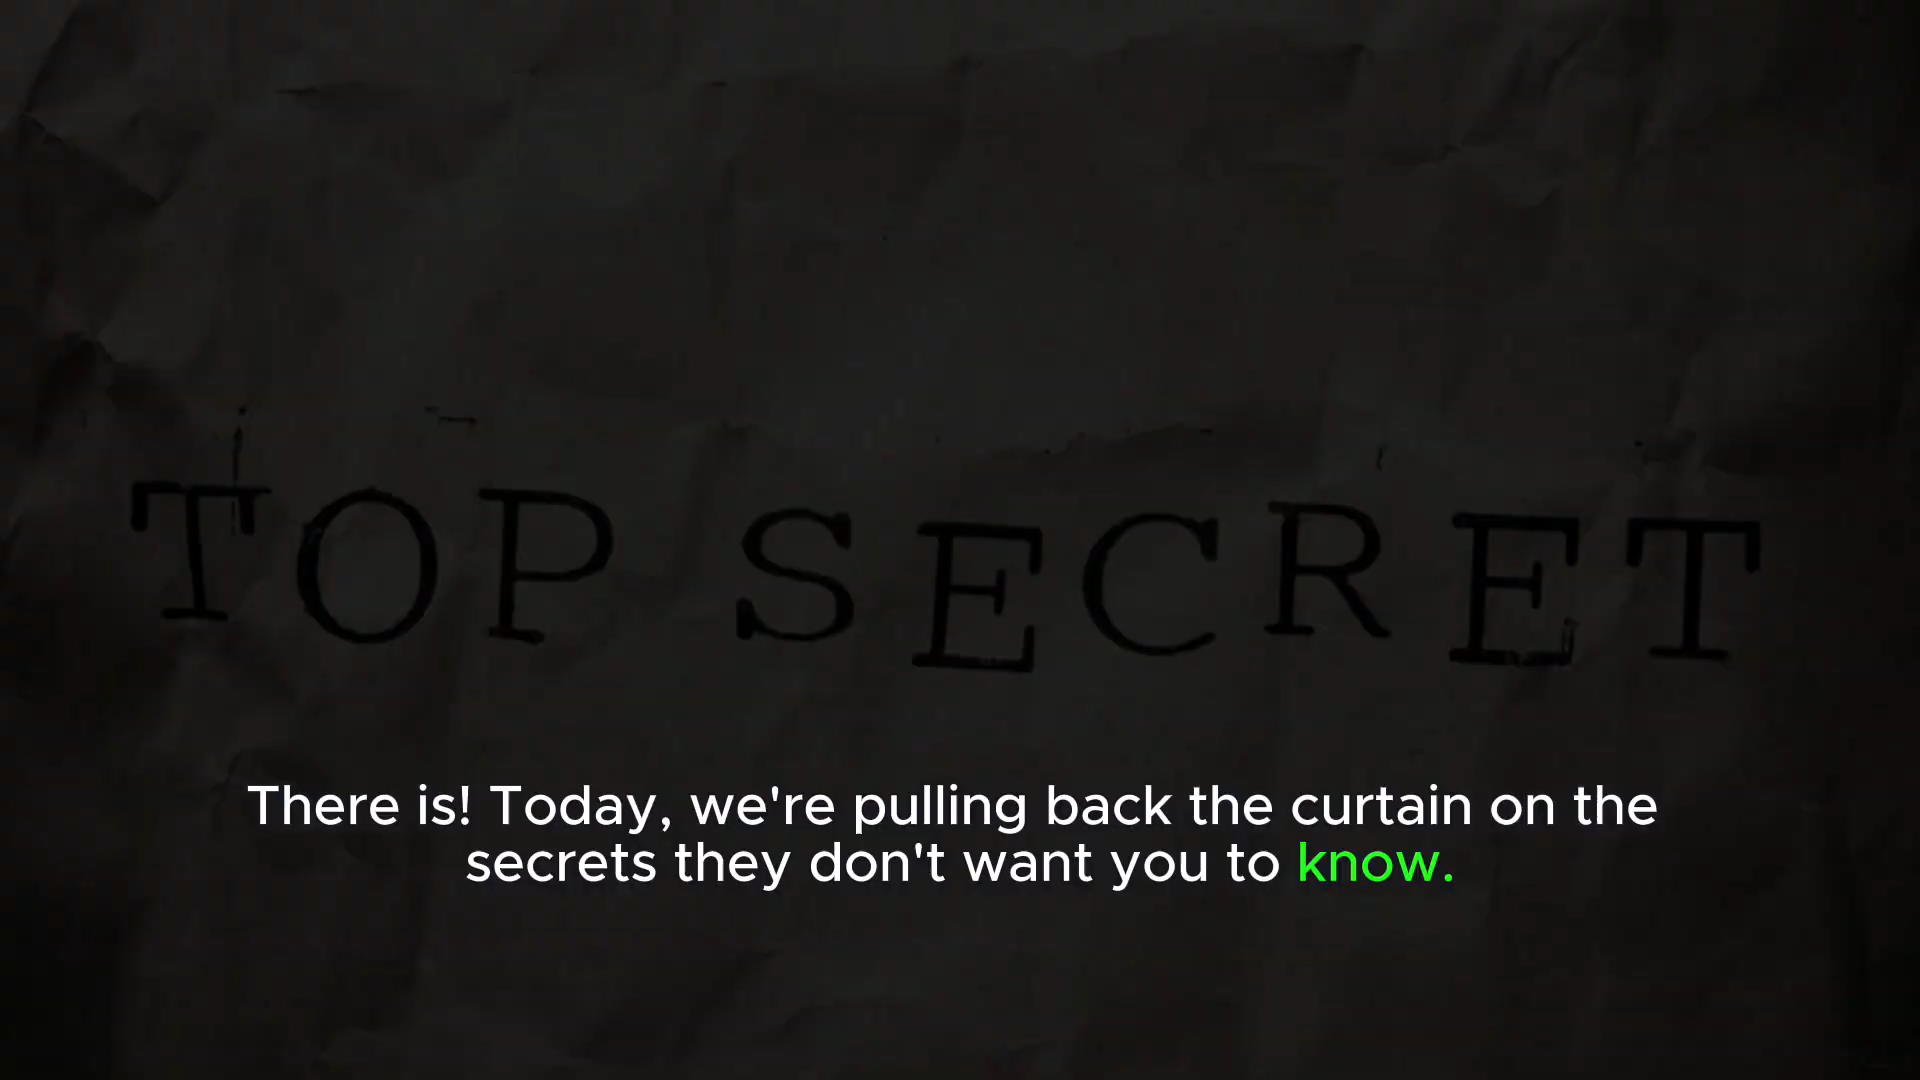 TOP SECRET
There is! Today, we're pulling back the curtain on the
secrets they don't want you to know.